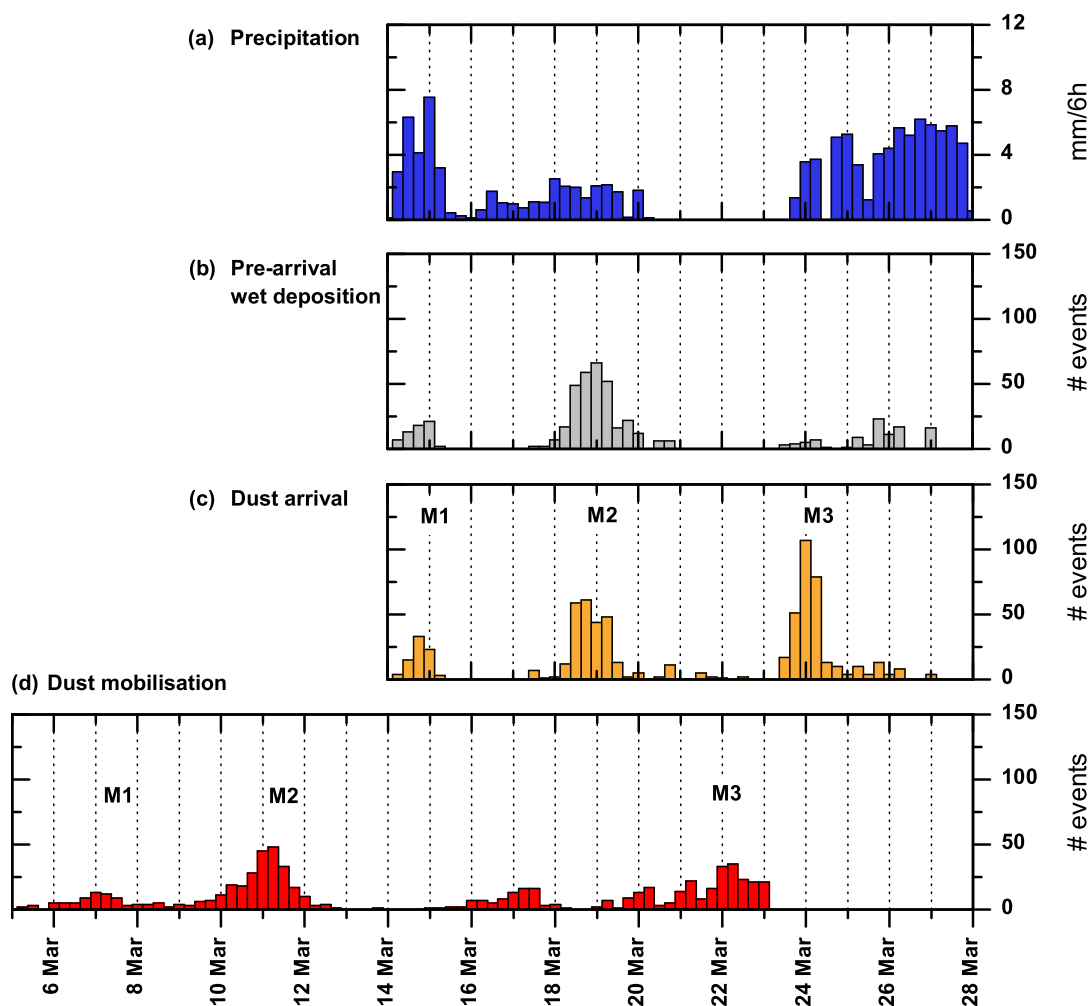 (a) Precipitation
12
8
4
0
mm/6h
(b) Pre-arrival
wet deposition
150
100
50
0
# events
(c) Dust arrival
M1
M2
M3
150
100
50
0
# events
(d) Dust mobilisation
M1
M2
M3
150
100
50
0
# events
6 Mar
8 Mar
10 Mar
12 Mar
14 Mar
16 Mar
18 Mar
20 Mar
22 Mar
24 Mar
26 Mar
28 Mar